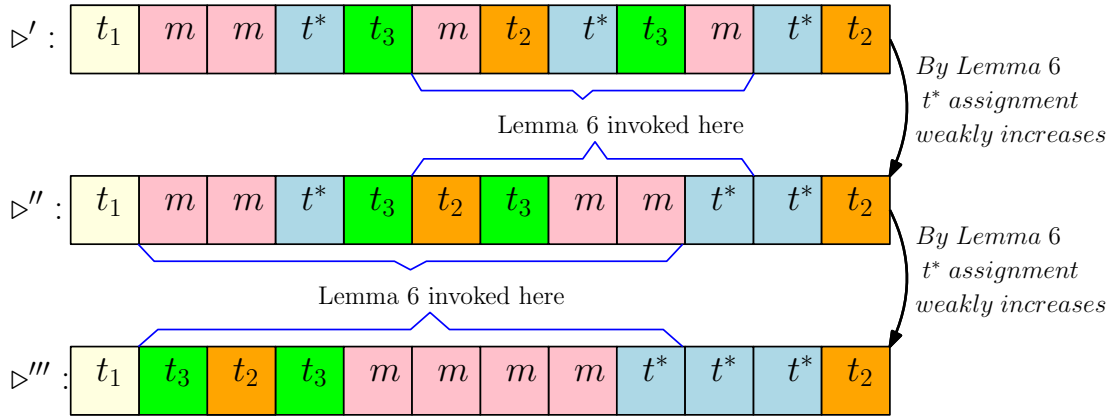 ▷′ : t₁ m m t* t₃ m t₂ t* t₃ m t* t₂
By Lemma 6
t* assignment
weakly increases
Lemma 6 invoked here
▷″ : t₁ m m t* t₃ t₂ t₃ m m t* t* t₂
By Lemma 6
t* assignment
weakly increases
Lemma 6 invoked here
▷‴ : t₁ t₃ t₂ t₃ m m m m t* t* t* t₂